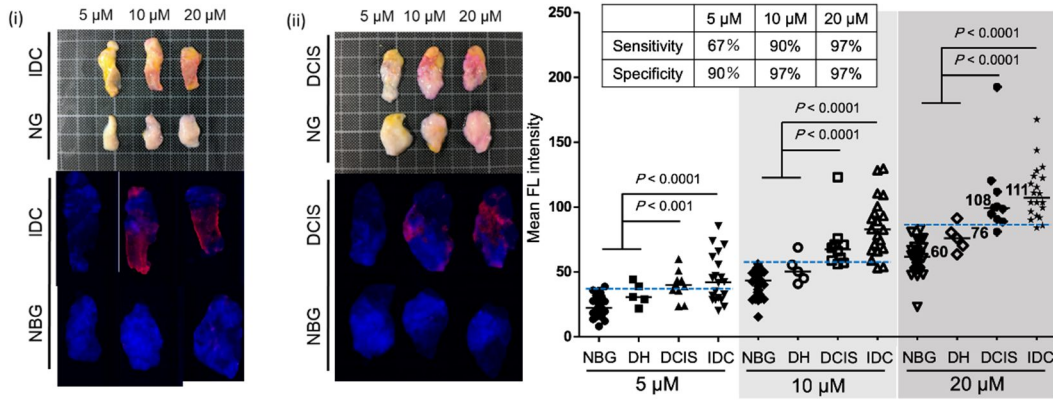 (i)
5 µM 10 µM 20 µM
IDC
NG
IDC
NBG
(ii)
5 µM 10 µM 20 µM
DCIS
NG
DCIS
NBG
5 µM 10 µM 20 µM
Sensitivity 67% 90% 97%
Specificity 90% 97% 97%
Mean FL intensity
250
200
150
100
50
0
P < 0.0001
P < 0.001
P < 0.0001
P < 0.0001
P < 0.0001
P < 0.0001
60
76
108
111
NBG DH DCIS IDC NBG DH DCIS IDC NBG DH DCIS IDC
5 µM 10 µM 20 µM